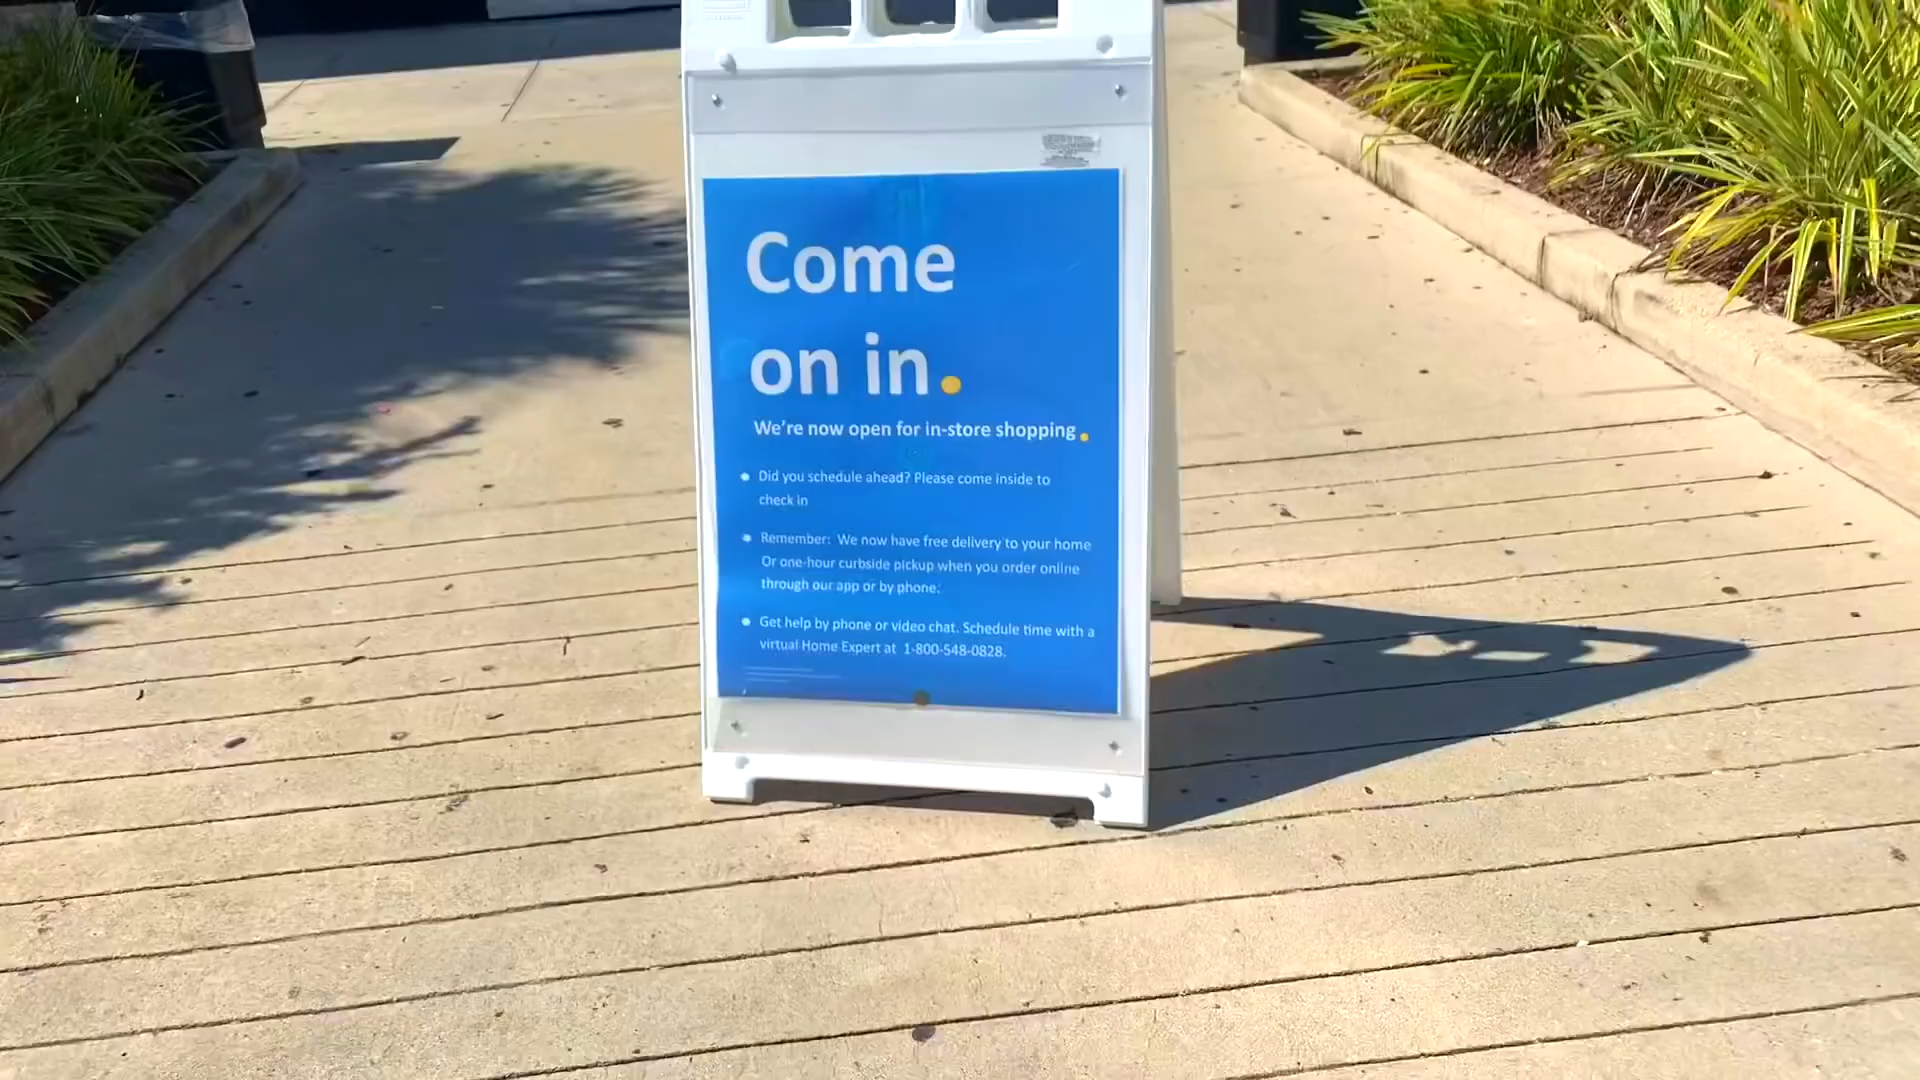 Come
on in.
We're now open for in-store shopping.
• Did you schedule ahead? Please come inside to
check in
• Remember: We now have free delivery to your home
Or one-hour curbside pickup when you order online
through our app or by phone.
• Get help by phone or video chat. Schedule time with a
virtual Home Expert at 1-800-548-0828.